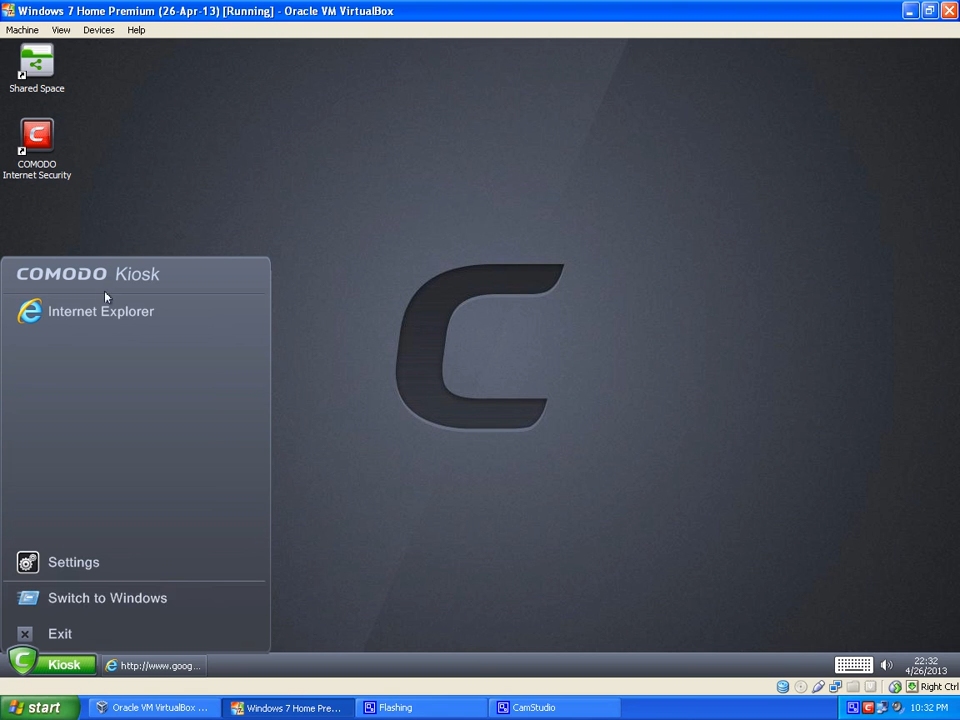 Windows 7 Home Premium (26-Apr-13) [Running] - Oracle VM VirtualBox
Machine View Devices Help
Shared Space
COMODO
Internet Security
COMODO Kiosk
Internet Explorer
Settings
Switch to Windows
Exit
Kiosk
http://www.goog...
22:32
4/26/2013
Right Ctrl
start
Oracle VM VirtualBox ...
Windows 7 Home Pre...
Flashing
CamStudio
10:32 PM